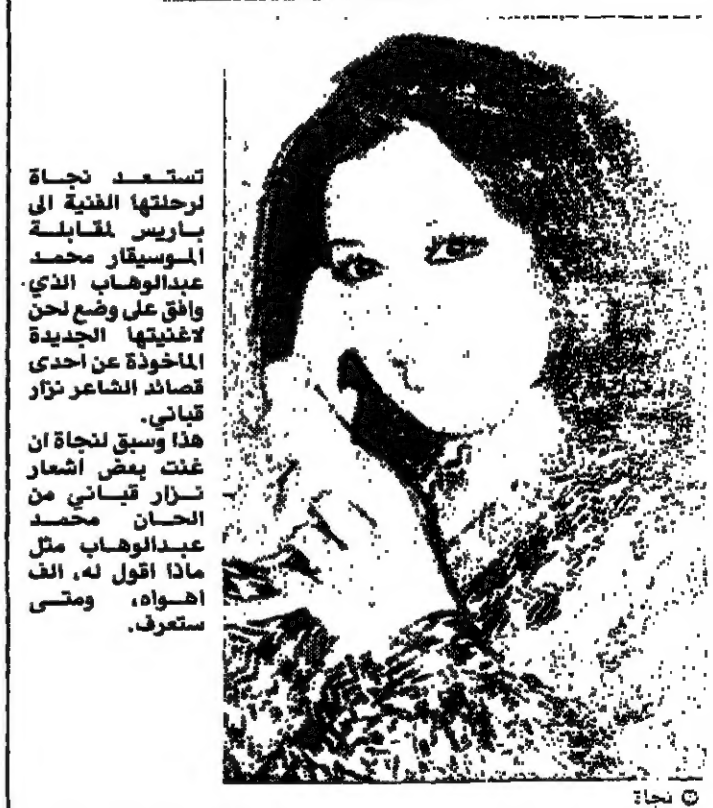 تستعد نجاة
لرحلتها الفنية الى
باريس لمقابلة
الموسيقار محمد
عبدالوهاب الذي
وافق على وضع لحن
لاغنيتها الجديدة
المأخوذة عن احدى
قصائد الشاعر نزار
قباني.
هذا وسبق لنجاة ان
غنت بعض اشعار
نزار قباني من
الحان محمد
عبدالوهاب مثل
ماذا اقول له، الف
اهواه، ومتى
ستعرف.
نجاة